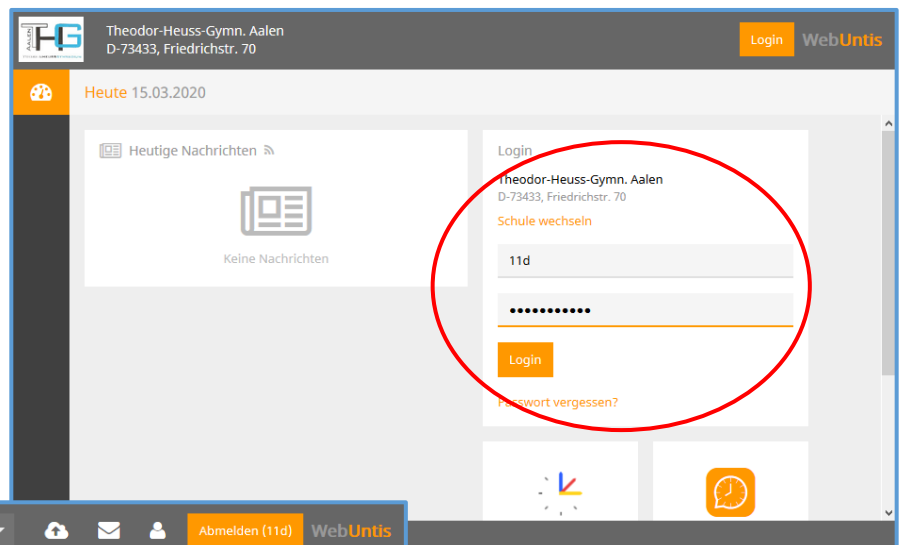 AALEN
THG
Theodor-Heuss-Gymn. Aalen
D-73433, Friedrichstr. 70
Login
WebUntis
Heute 15.03.2020
Heutige Nachrichten
Keine Nachrichten
Login
Theodor-Heuss-Gymn. Aalen
D-73433, Friedrichstr. 70
Schule wechseln
11d
•••••••••••
Login
Passwort vergessen?
Abmelden (11d)
WebUntis